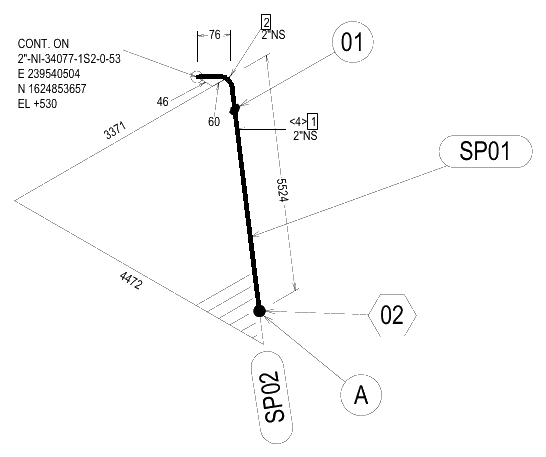 CONT. ON
2"-NI-34077-1S2-0-53
E 239540504
N 1624853657
EL +530
76
2
2"NS
01
46
60
3371
<4>1
2"NS
SP01
5524
4472
02
A
SP02